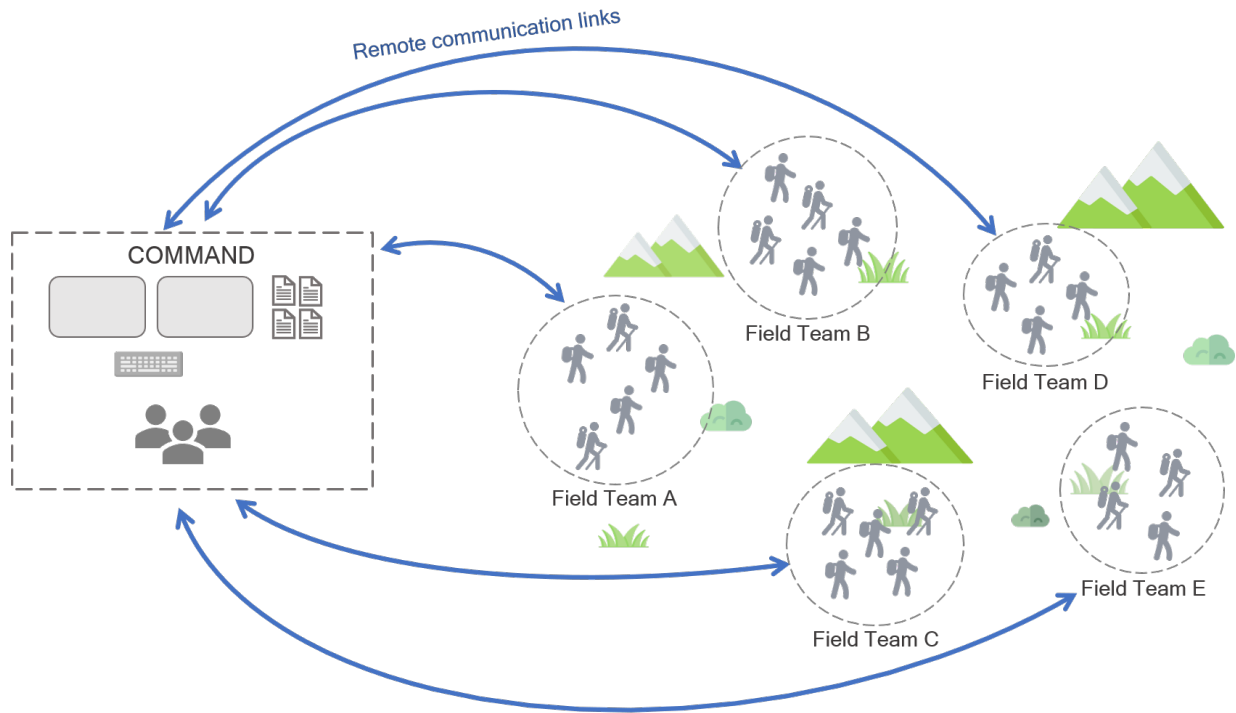 Remote communication links
COMMAND
Field Team B
Field Team D
Field Team A
Field Team E
Field Team C